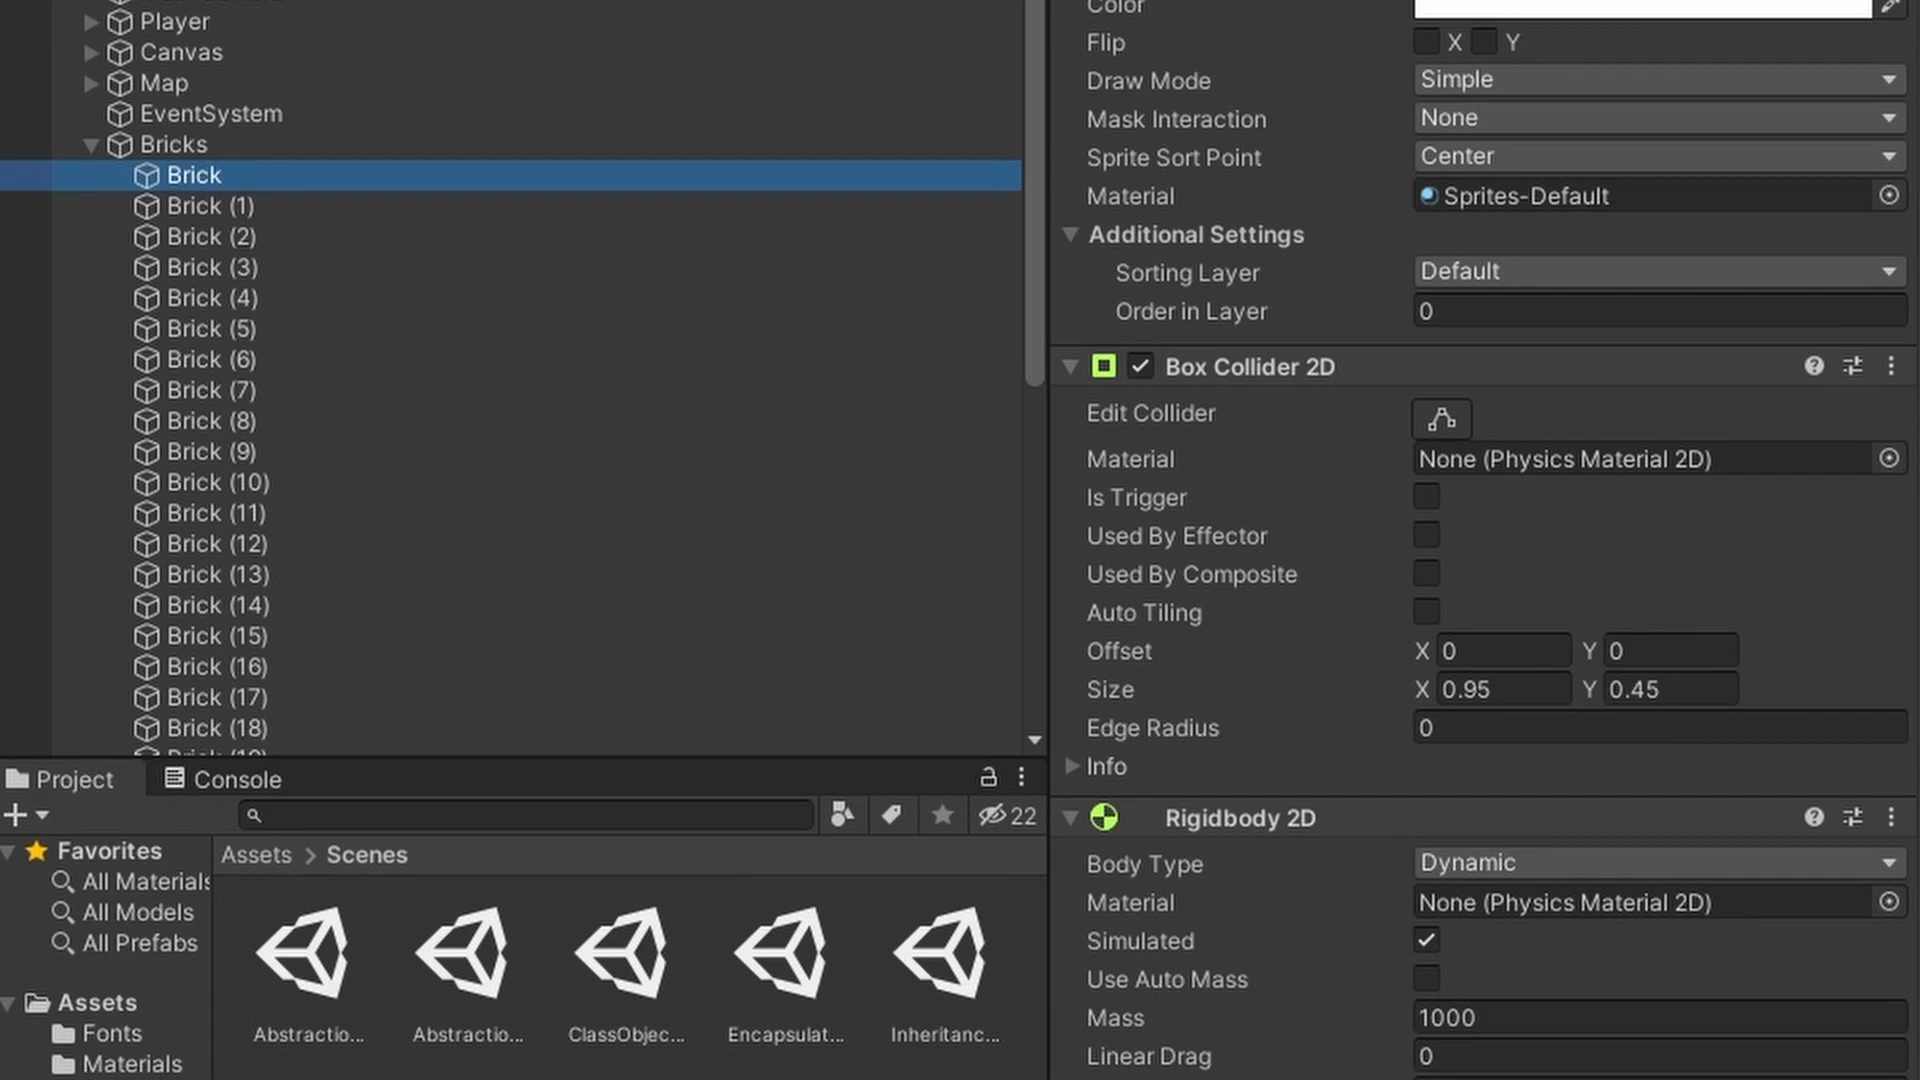 Player
Canvas
Map
EventSystem
Bricks
Brick
Brick (1)
Brick (2)
Brick (3)
Brick (4)
Brick (5)
Brick (6)
Brick (7)
Brick (8)
Brick (9)
Brick (10)
Brick (11)
Brick (12)
Brick (13)
Brick (14)
Brick (15)
Brick (16)
Brick (17)
Brick (18)
Project
Console
22
Favorites
All Materials
All Models
All Prefabs
Assets
Fonts
Materials
Assets > Scenes
Abstractio...
Abstractio...
ClassObjec...
Encapsulat...
Inheritanc...
Color
Flip X Y
Draw Mode Simple
Mask Interaction None
Sprite Sort Point Center
Material Sprites-Default
Additional Settings
Sorting Layer Default
Order in Layer 0
Box Collider 2D
Edit Collider
Material None (Physics Material 2D)
Is Trigger
Used By Effector
Used By Composite
Auto Tiling
Offset X 0 Y 0
Size X 0.95 Y 0.45
Edge Radius 0
Info
Rigidbody 2D
Body Type Dynamic
Material None (Physics Material 2D)
Simulated
Use Auto Mass
Mass 1000
Linear Drag 0